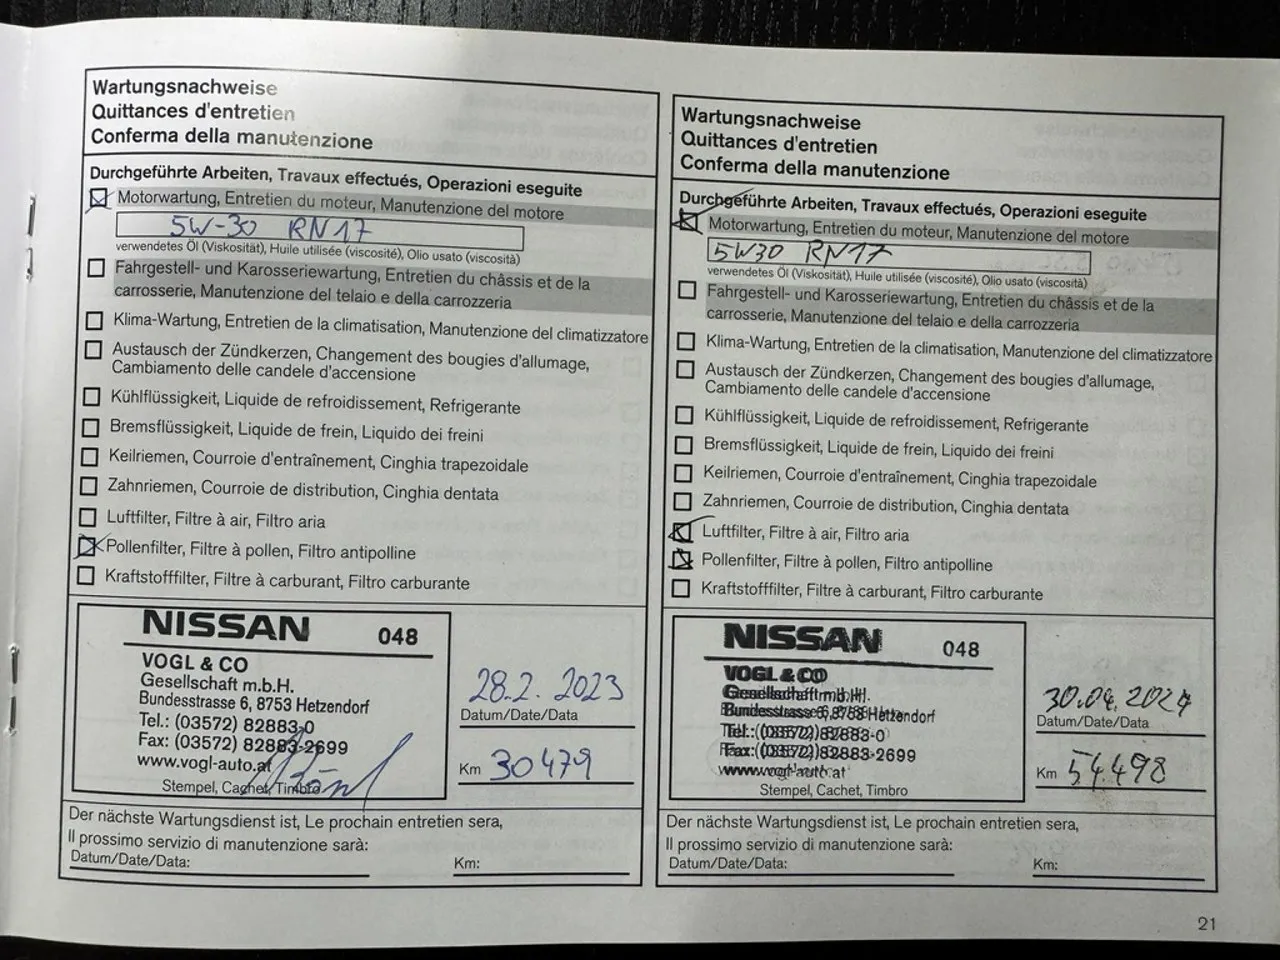 Wartungsnachweise
Quittances d'entretien
Conferma della manutenzione
Durchgeführte Arbeiten, Travaux effectués, Operazioni eseguite
Motorwartung, Entretien du moteur, Manutenzione del motore
5W-30 RN17
verwendetes Öl (Viskosität), Huile utilisée (viscosité), Olio usato (viscosità)
Fahrgestell- und Karosseriewartung, Entretien du châssis et de la
carrosserie, Manutenzione del telaio e della carrozzeria
Klima-Wartung, Entretien de la climatisation, Manutenzione del climatizzatore
Austausch der Zündkerzen, Changement des bougies d'allumage,
Cambiamento delle candele d'accensione
Kühlflüssigkeit, Liquide de refroidissement, Refrigerante
Bremsflüssigkeit, Liquide de frein, Liquido dei freini
Keilriemen, Courroie d'entraînement, Cinghia trapezoidale
Zahnriemen, Courroie de distribution, Cinghia dentata
Luftfilter, Filtre à air, Filtro aria
Pollenfilter, Filtre à pollen, Filtro antipolline
Kraftstofffilter, Filtre à carburant, Filtro carburante
NISSAN 048
VOGL & CO
Gesellschaft m.b.H.
Bundesstrasse 6, 8753 Hetzendorf
Tel.: (03572) 82883-0
Fax: (03572) 82883-2699
www.vogl-auto.at
Stempel, Cachet, Timbro
28.2.2023
Datum/Date/Data
Km 30479
Der nächste Wartungsdienst ist, Le prochain entretien sera,
Il prossimo servizio di manutenzione sarà:
Datum/Date/Data: Km:
Wartungsnachweise
Quittances d'entretien
Conferma della manutenzione
Durchgeführte Arbeiten, Travaux effectués, Operazioni eseguite
Motorwartung, Entretien du moteur, Manutenzione del motore
5W30 RN17
verwendetes Öl (Viskosität), Huile utilisée (viscosité), Olio usato (viscosità)
Fahrgestell- und Karosseriewartung, Entretien du châssis et de la
carrosserie, Manutenzione del telaio e della carrozzeria
Klima-Wartung, Entretien de la climatisation, Manutenzione del climatizzatore
Austausch der Zündkerzen, Changement des bougies d'allumage,
Cambiamento delle candele d'accensione
Kühlflüssigkeit, Liquide de refroidissement, Refrigerante
Bremsflüssigkeit, Liquide de frein, Liquido dei freini
Keilriemen, Courroie d'entraînement, Cinghia trapezoidale
Zahnriemen, Courroie de distribution, Cinghia dentata
Luftfilter, Filtre à air, Filtro aria
Pollenfilter, Filtre à pollen, Filtro antipolline
Kraftstofffilter, Filtre à carburant, Filtro carburante
NISSAN 048
VOGL & CO
Gesellschaft m.b.H.
Bundesstrasse 6, 8753 Hetzendorf
Tel.: (03572) 82883-0
Fax: (03572) 82883-2699
www.vogl-auto.at
Stempel, Cachet, Timbro
30.04.2024
Datum/Date/Data
Km 54.498
Der nächste Wartungsdienst ist, Le prochain entretien sera,
Il prossimo servizio di manutenzione sarà:
Datum/Date/Data: Km:
21